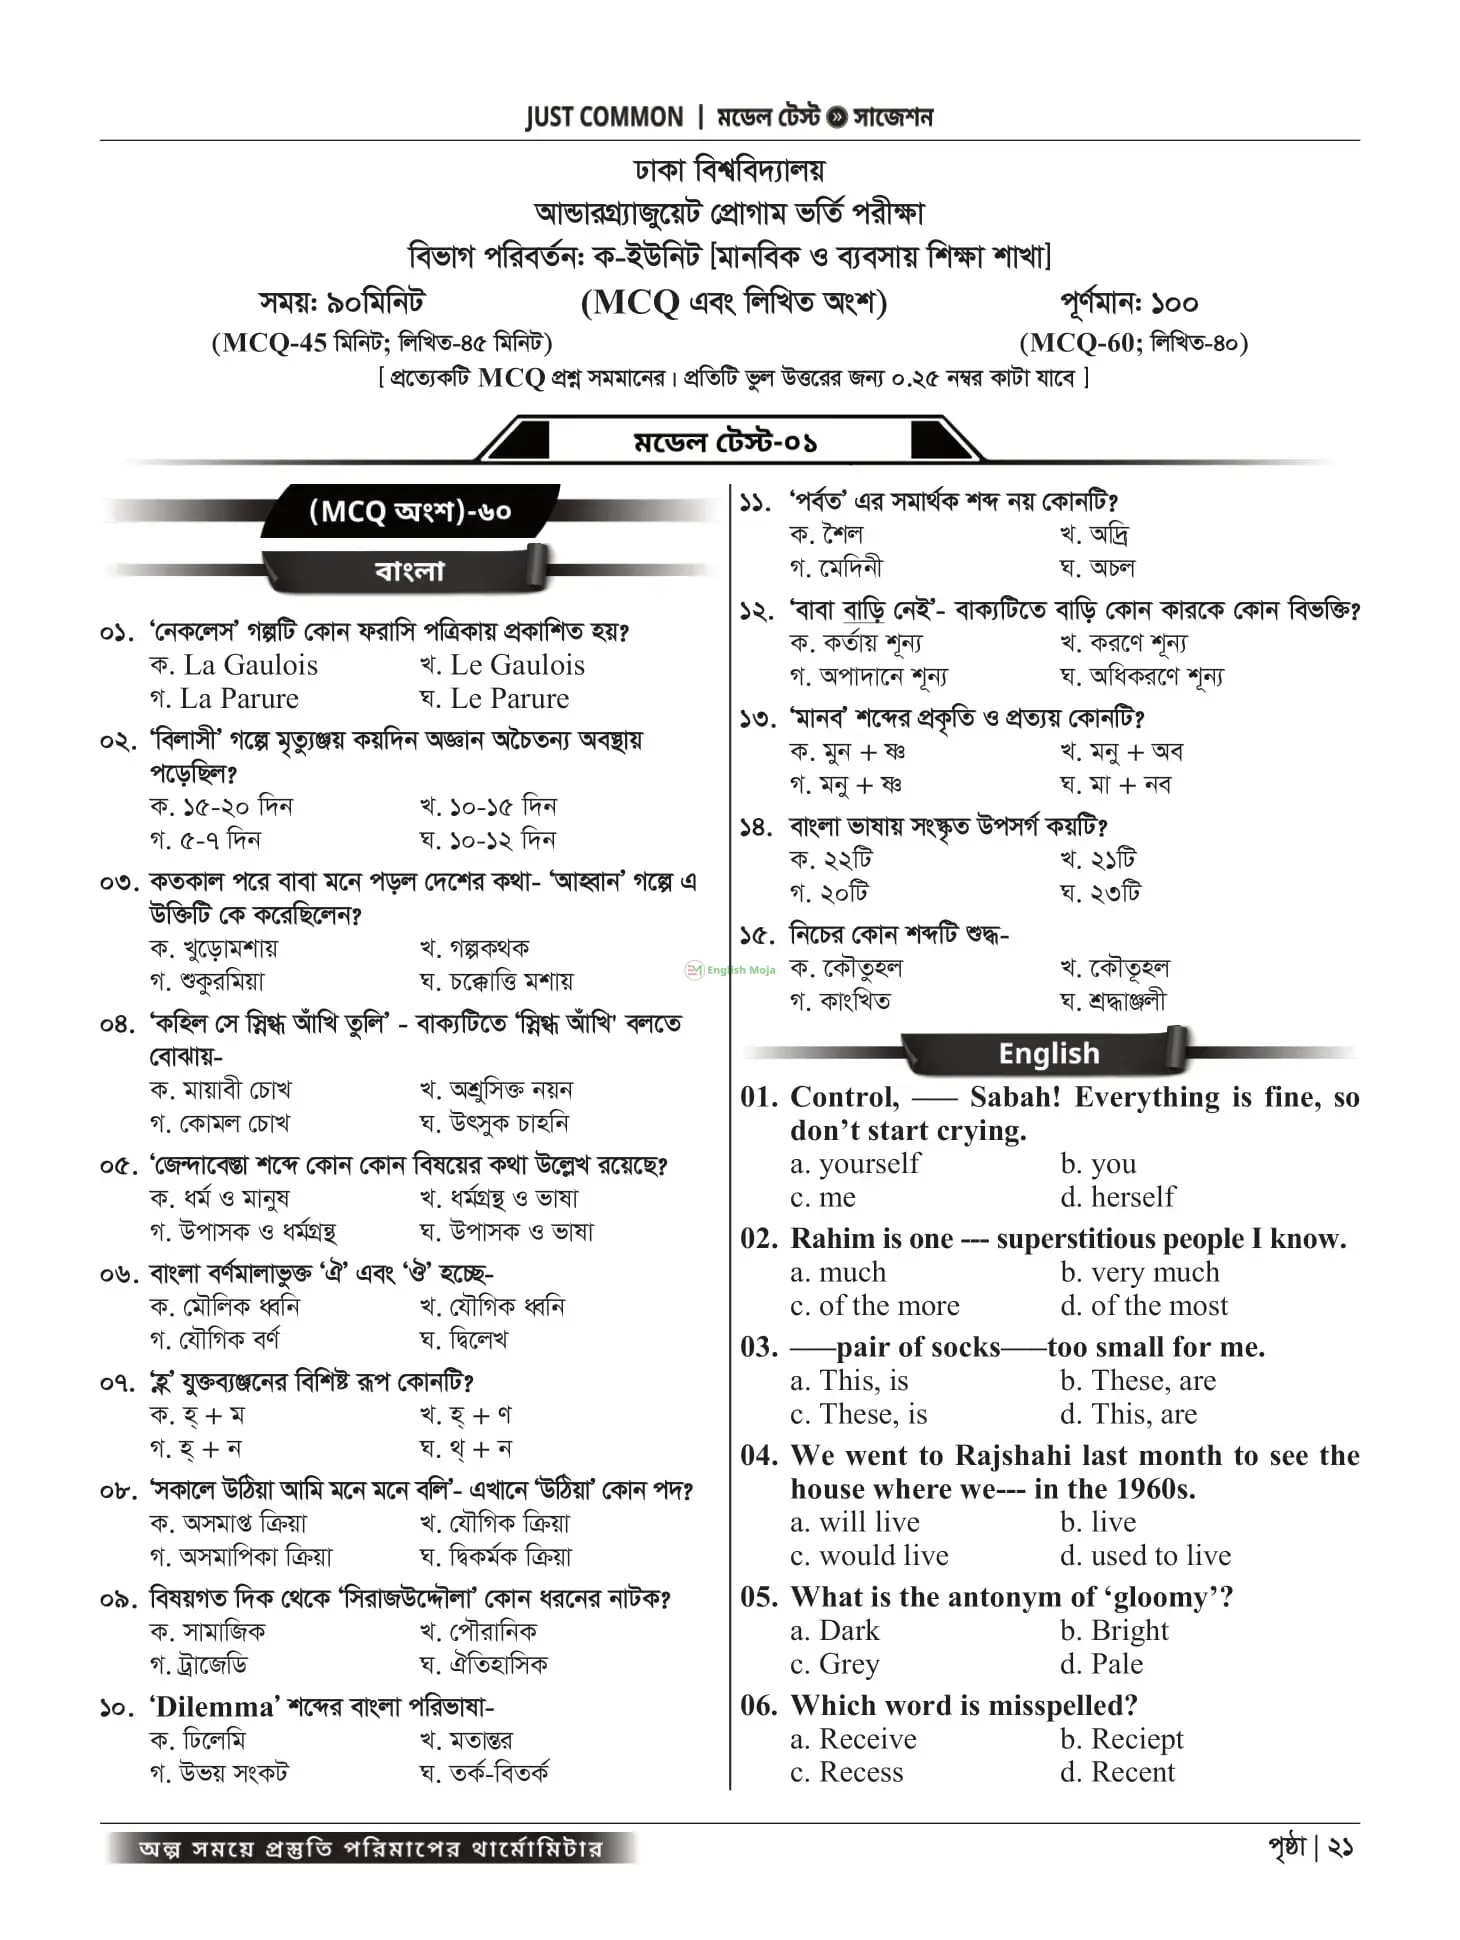 JUST COMMON | মডেল টেস্ট » সাজেশন
ঢাকা বিশ্ববিদ্যালয়
আন্ডারগ্র্যাজুয়েট প্রোগাম ভর্তি পরীক্ষা
বিভাগ পরিবর্তন: ক-ইউনিট [মানবিক ও ব্যবসায় শিক্ষা শাখা]
সময়: ৯০মিনিট (MCQ এবং লিখিত অংশ) পূর্ণমান: ১০০
(MCQ-45 মিনিট; লিখিত-৪৫ মিনিট) (MCQ-60; লিখিত-৪০)
[ প্রত্যেকটি MCQ প্রশ্ন সমমানের। প্রতিটি ভুল উত্তরের জন্য ০.২৫ নম্বর কাটা যাবে ]
মডেল টেস্ট-০১
(MCQ অংশ)-৬০
বাংলা
০১. ‘নেকলেস’ গল্পটি কোন ফরাসি পত্রিকায় প্রকাশিত হয়?
ক. La Gaulois খ. Le Gaulois
গ. La Parure ঘ. Le Parure
০২. ‘বিলাসী’ গল্পে মৃত্যুঞ্জয় কয়দিন অজ্ঞান অচৈতন্য অবস্থায়
পড়েছিল?
ক. ১৫-২০ দিন খ. ১০-১৫ দিন
গ. ৫-৭ দিন ঘ. ১০-১২ দিন
০৩. কতকাল পরে বাবা মনে পড়ল দেশের কথা- ‘আহ্বান’ গল্পে এ
উক্তিটি কে করেছিলেন?
ক. খুড়োমশায় খ. গল্পকথক
গ. শুকুরমিয়া ঘ. চক্কোত্তি মশায়
০৪. ‘কহিল সে স্নিগ্ধ আঁখি তুলি’ - বাক্যটিতে ‘স্নিগ্ধ আঁখি' বলতে
বোঝায়-
ক. মায়াবী চোখ খ. অশ্রুসিক্ত নয়ন
গ. কোমল চোখ ঘ. উৎসুক চাহনি
০৫. ‘জেন্দাবেস্তা শব্দে কোন কোন বিষয়ের কথা উল্লেখ রয়েছে?
ক. ধর্ম ও মানুষ খ. ধর্মগ্রন্থ ও ভাষা
গ. উপাসক ও ধর্মগ্রন্থ ঘ. উপাসক ও ভাষা
০৬. বাংলা বর্ণমালাভুক্ত ‘ঐ’ এবং ‘ঔ’ হচ্ছে-
ক. মৌলিক ধ্বনি খ. যৌগিক ধ্বনি
গ. যৌগিক বর্ণ ঘ. দ্বিলেখ
০৭. ‘হ্ণ’ যুক্তব্যঞ্জনের বিশিষ্ট রূপ কোনটি?
ক. হ্ + ম খ. হ্ + ণ
গ. হ্ + ন ঘ. থ্ + ন
০৮. ‘সকালে উঠিয়া আমি মনে মনে বলি’- এখানে ‘উঠিয়া’ কোন পদ?
ক. অসমাপ্ত ক্রিয়া খ. যৌগিক ক্রিয়া
গ. অসমাপিকা ক্রিয়া ঘ. দ্বিকর্মক ক্রিয়া
০৯. বিষয়গত দিক থেকে ‘সিরাজউদ্দৌলা’ কোন ধরনের নাটক?
ক. সামাজিক খ. পৌরানিক
গ. ট্রাজেডি ঘ. ঐতিহাসিক
১০. ‘Dilemma’ শব্দের বাংলা পরিভাষা-
ক. ঢিলেমি খ. মতান্তর
গ. উভয় সংকট ঘ. তর্ক-বিতর্ক
১১. ‘পর্বত’ এর সমার্থক শব্দ নয় কোনটি?
ক. শৈল খ. অদ্রি
গ. মেদিনী ঘ. অচল
১২. ‘বাবা বাড়ি নেই’- বাক্যটিতে বাড়ি কোন কারকে কোন বিভক্তি?
ক. কর্তায় শূন্য খ. করণে শূন্য
গ. অপাদানে শূন্য ঘ. অধিকরণে শূন্য
১৩. ‘মানব’ শব্দের প্রকৃতি ও প্রত্যয় কোনটি?
ক. মুন + ষ্ণ খ. মনু + অব
গ. মনু + ষ্ণ ঘ. মা + নব
১৪. বাংলা ভাষায় সংস্কৃত উপসর্গ কয়টি?
ক. ২২টি খ. ২১টি
গ. ২০টি ঘ. ২৩টি
১৫. নিচের কোন শব্দটি শুদ্ধ-
ক. কৌতুহল খ. কৌতূহল
গ. কাংখিত ঘ. শ্রদ্ধাঞ্জলী
English Moja
English
01. Control, —— Sabah! Everything is fine, so
don’t start crying.
a. yourself b. you
c. me d. herself
02. Rahim is one --- superstitious people I know.
a. much b. very much
c. of the more d. of the most
03. ——pair of socks——too small for me.
a. This, is b. These, are
c. These, is d. This, are
04. We went to Rajshahi last month to see the
house where we--- in the 1960s.
a. will live b. live
c. would live d. used to live
05. What is the antonym of ‘gloomy’?
a. Dark b. Bright
c. Grey d. Pale
06. Which word is misspelled?
a. Receive b. Reciept
c. Recess d. Recent
অল্প সময়ে প্রস্তুতি পরিমাপের থার্মোমিটার
পৃষ্ঠা | ২১